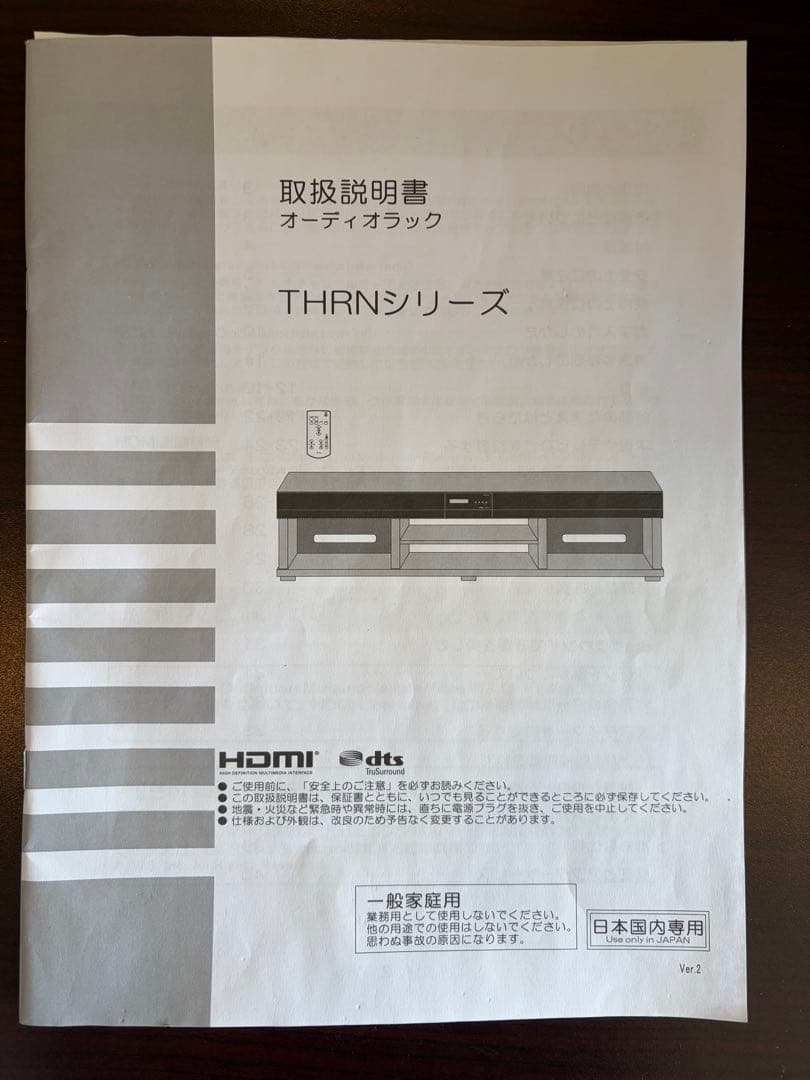 取扱説明書
オーディオラック
THRNシリーズ
HDMI®
HIGH-DEFINITION MULTIMEDIA INTERFACE
dts
TruSurround
● ご使用前に、「安全上のご注意」を必ずお読みください。
● この取扱説明書は、保証書とともに、いつでも見ることができるところに必ず保存してください。
● 地震・火災など緊急時や異常時には、直ちに電源プラグを抜き、ご使用を中止してください。
● 仕様および外観は、改良のため予告なく変更することがあります。
一般家庭用
業務用として使用しないでください。
他の用途での使用はしないでください。
思わぬ事故の原因になります。
日本国内専用
Use only in JAPAN
Ver.2